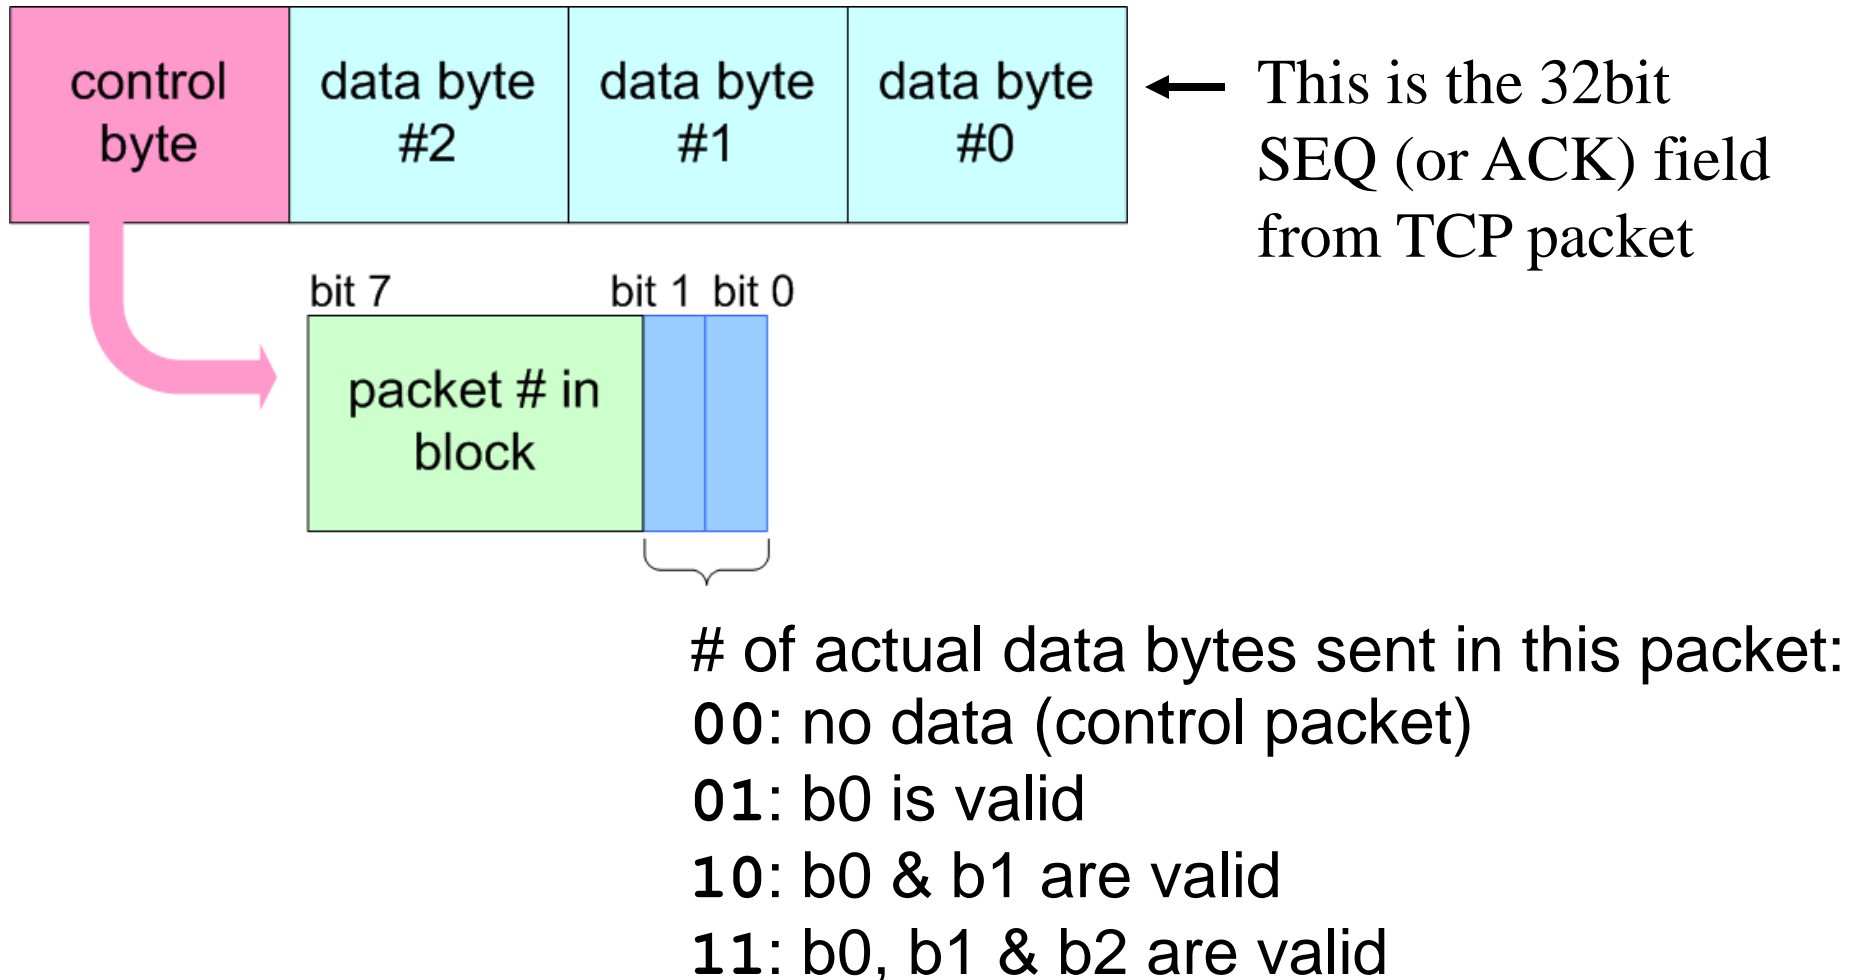 control
byte
data byte
#2
data byte
#1
data byte
#0
This is the 32bit
SEQ (or ACK) field
from TCP packet
bit 7
bit 1
bit 0
packet # in
block
# of actual data bytes sent in this packet:
00: no data (control packet)
01: b0 is valid
10: b0 & b1 are valid
11: b0, b1 & b2 are valid